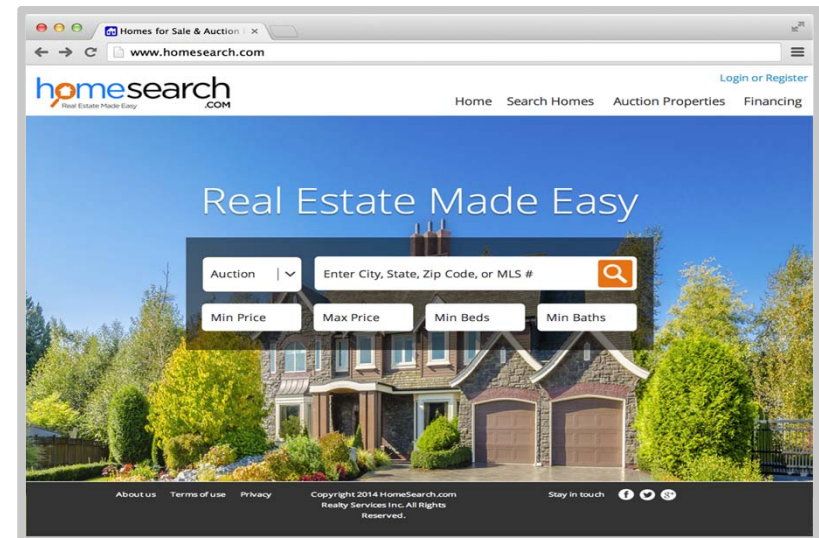 Homes for Sale & Auction
www.homesearch.com
Login or Register
homesearch
.COM
Real Estate Made Easy
Home Search Homes Auction Properties Financing
Real Estate Made Easy
Auction
Enter City, State, Zip Code, or MLS #
Min Price
Max Price
Min Beds
Min Baths
About us Terms of use Privacy
Copyright 2014 HomeSearch.com
Realty Services Inc. All Rights
Reserved.
Stay in touch